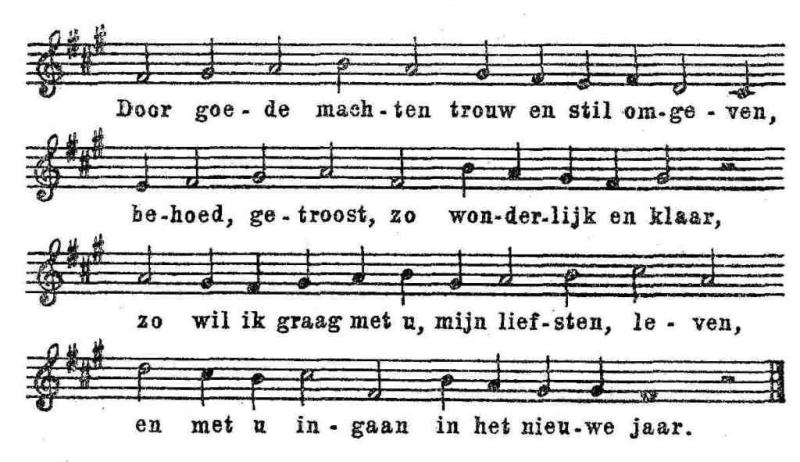 Door goe - de mach - ten trouw en stil om - ge - ven,
be - hoed, ge - troost, zo won - der - lijk en klaar,
zo wil ik graag met u, mijn lief - sten, le - ven,
en met u in - gaan in het nieu - we jaar.